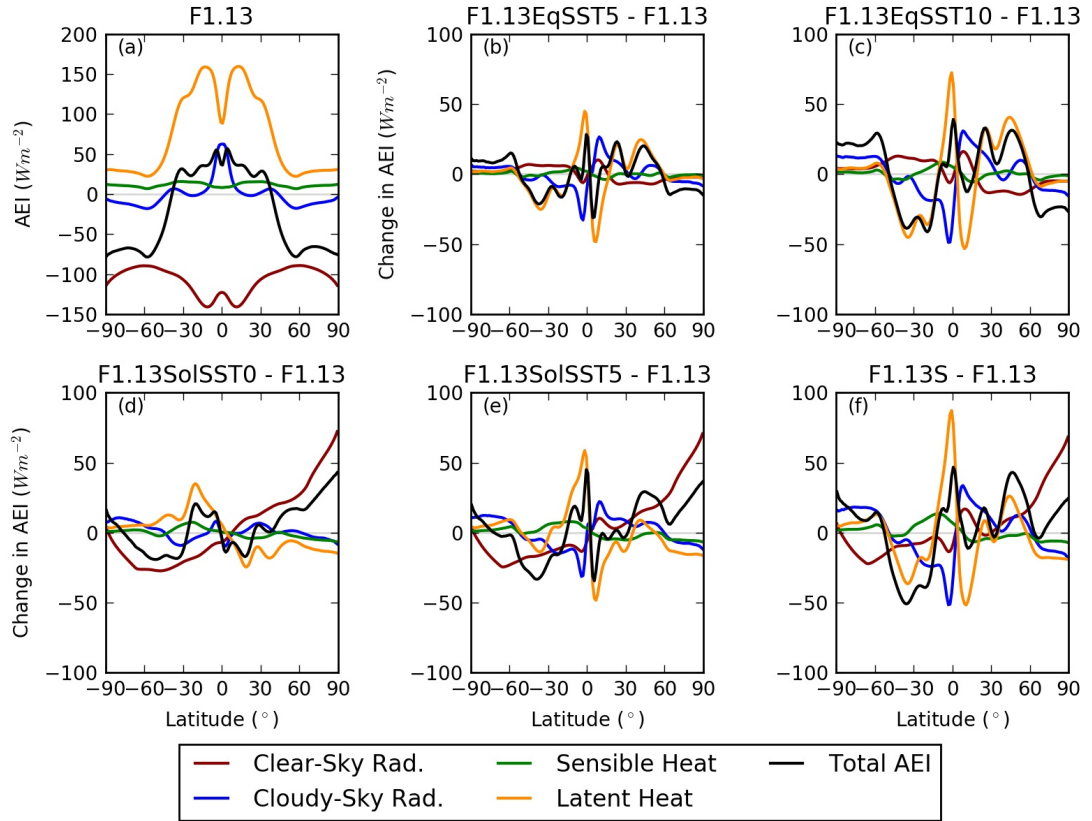 F1.13 F1.13EqSST5 - F1.13 F1.13EqSST10 - F1.13
(a) (b) (c)
AEI (Wm⁻²)
200
150
100
50
0
−50
−100
−150
−90 −60 −30 0 30 60 90
Change in AEI (Wm⁻²)
100
50
0
−50
−100
−90 −60 −30 0 30 60 90
100
50
0
−50
−100
−90 −60 −30 0 30 60 90
F1.13SolSST0 - F1.13 F1.13SolSST5 - F1.13 F1.13S - F1.13
(d) (e) (f)
Change in AEI (Wm⁻²)
100
50
0
−50
−100
−90 −60 −30 0 30 60 90
Latitude (°)
100
50
0
−50
−100
−90 −60 −30 0 30 60 90
Latitude (°)
100
50
0
−50
−100
−90 −60 −30 0 30 60 90
Latitude (°)
Clear-Sky Rad. Sensible Heat Total AEI
Cloudy-Sky Rad. Latent Heat